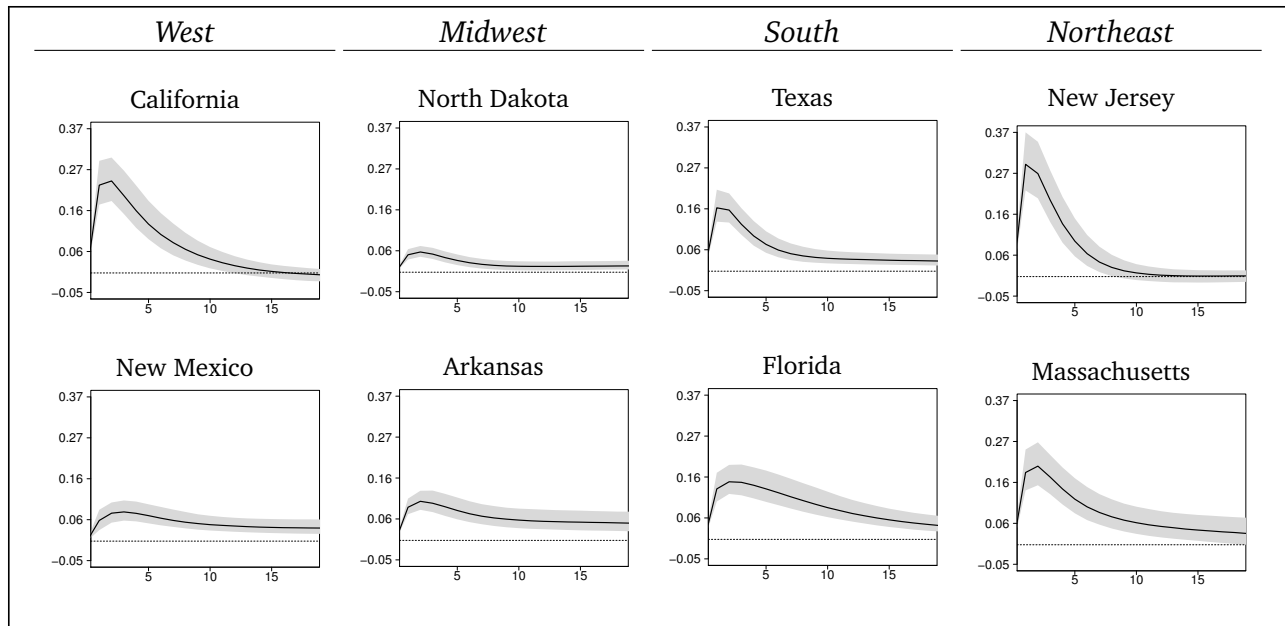 West Midwest South Northeast
California North Dakota Texas New Jersey
0.37 0.37 0.37 0.37
0.27 0.27 0.27 0.27
0.16 0.16 0.16 0.16
0.06 0.06 0.06 0.06
−0.05 −0.05 −0.05 −0.05
5 10 15 5 10 15 5 10 15 5 10 15
New Mexico Arkansas Florida Massachusetts
0.37 0.37 0.37 0.37
0.27 0.27 0.27 0.27
0.16 0.16 0.16 0.16
0.06 0.06 0.06 0.06
−0.05 −0.05 −0.05 −0.05
5 10 15 5 10 15 5 10 15 5 10 15